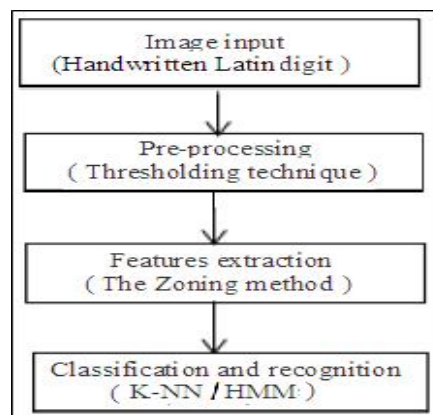 Image input
(Handwritten Latin digit )
Pre-processing
( Thresholding technique )
Features extraction
( The Zoning method )
Classification and recognition
( K-NN / HMM )